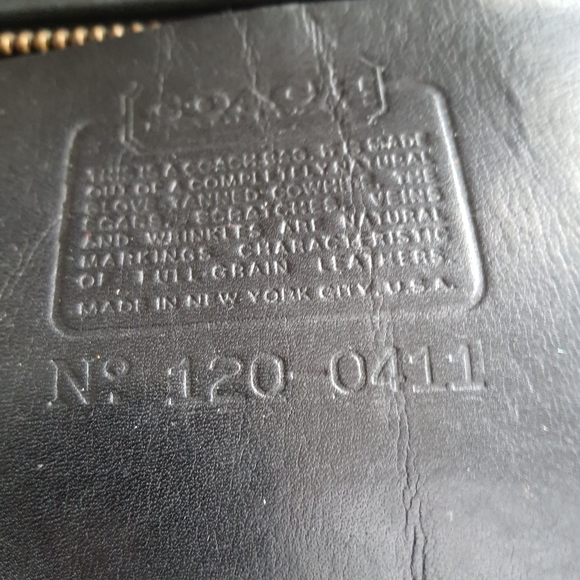 COACH
THIS IS A COACH BAG. IT IS MADE
OUT OF A COMPLETELY NATURAL
GLOVE TANNED COWHIDE. THE
SCARS, SCRATCHES, VEINS
AND WRINKLES ARE NATURAL
MARKINGS CHARACTERISTIC
OF FULL-GRAIN LEATHERS.
MADE IN NEW YORK CITY, U.S.A.
Nº 120-0411